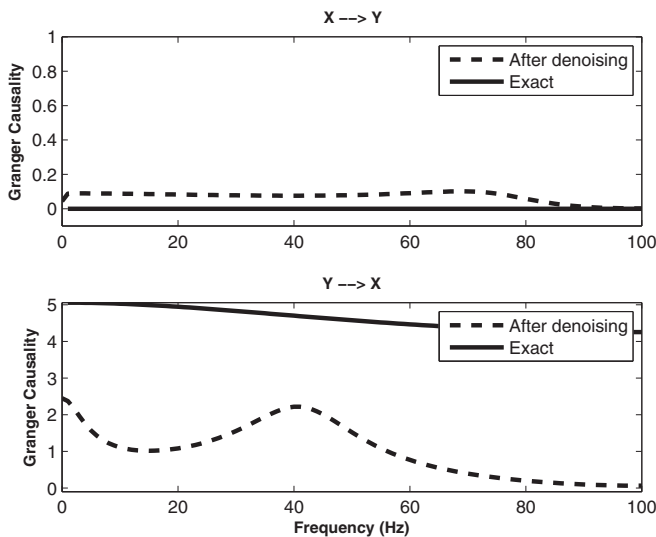 X --> Y
Granger Causality
1
0.8
0.6
0.4
0.2
0
After denoising
Exact
0 20 40 60 80 100
Y --> X
Granger Causality
5
4
3
2
1
0
After denoising
Exact
0 20 40 60 80 100
Frequency (Hz)